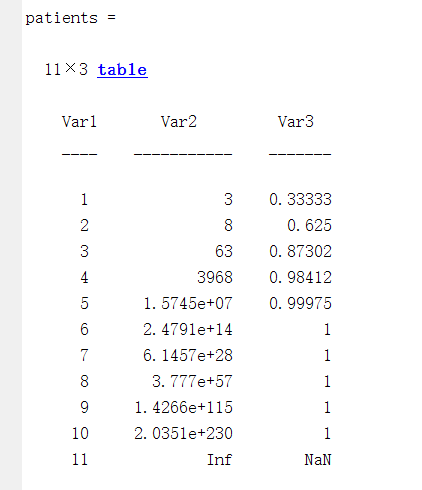 patients =
11×3 table
Var1 Var2 Var3
____ ___________ _______
1 3 0.33333
2 8 0.625
3 63 0.87302
4 3968 0.98412
5 1.5745e+07 0.99975
6 2.4791e+14 1
7 6.1457e+28 1
8 3.777e+57 1
9 1.4266e+115 1
10 2.0351e+230 1
11 Inf NaN